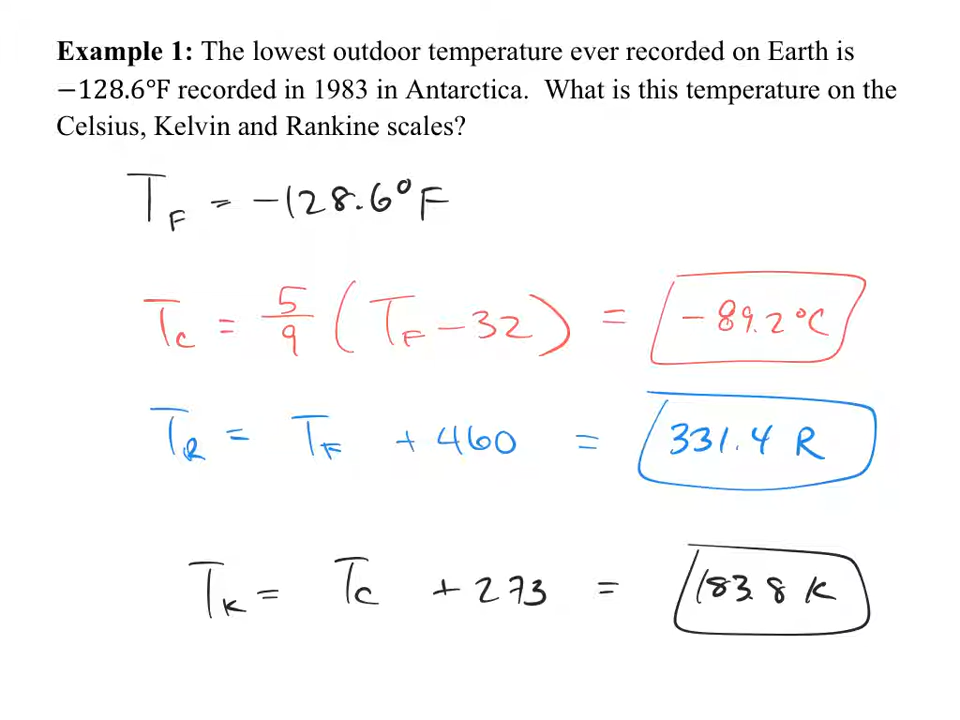 Example 1: The lowest outdoor temperature ever recorded on Earth is
−128.6°F recorded in 1983 in Antarctica. What is this temperature on the
Celsius, Kelvin and Rankine scales?
T_F = -128.6°F
T_C = 5/9 (T_F - 32) = -89.2°C
T_R = T_F + 460 = 331.4 R
T_K = T_C + 273 = 183.8 K